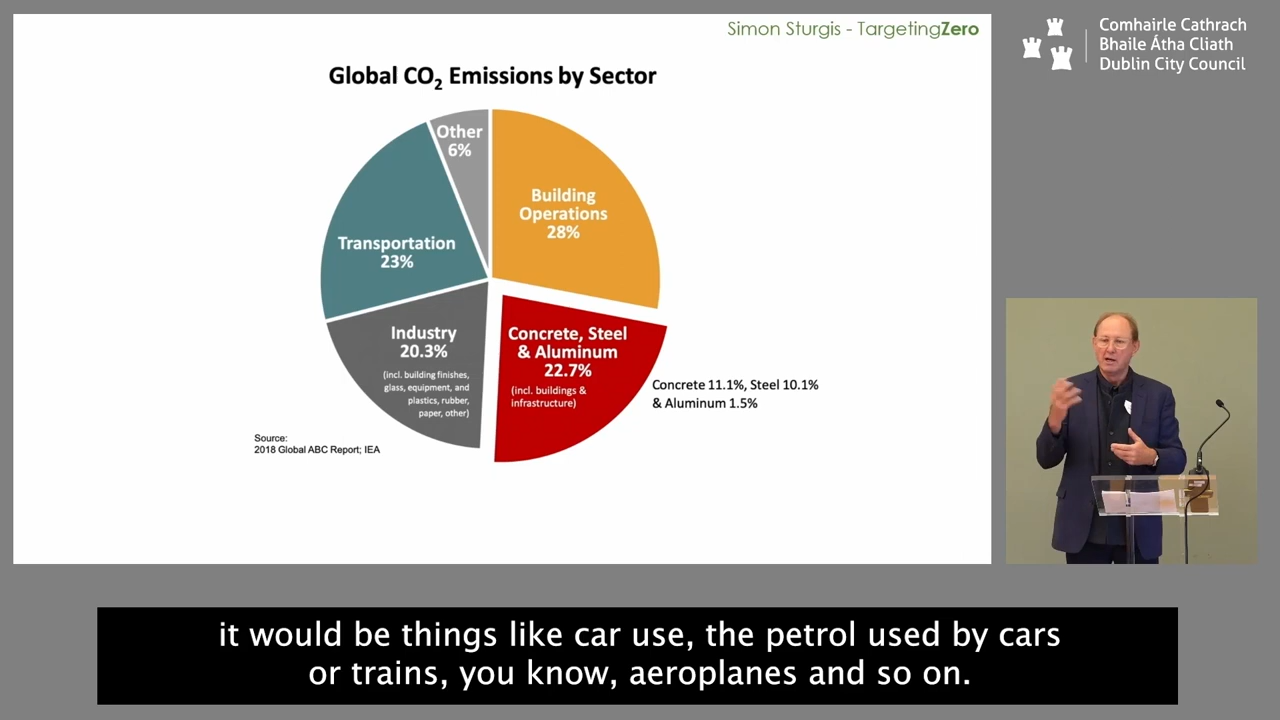 Simon Sturgis - TargetingZero
Comhairle Cathrach
Bhaile Átha Cliath
Dublin City Council
Global CO2 Emissions by Sector
Other
6%
Building
Operations
28%
Transportation
23%
Industry
20.3%
(incl. building finishes,
glass, equipment, and
plastics, rubber,
paper, other)
Concrete, Steel
& Aluminum
22.7%
(incl. buildings &
infrastructure)
Concrete 11.1%, Steel 10.1%
& Aluminum 1.5%
Source:
2018 Global ABC Report; IEA
it would be things like car use, the petrol used by cars
or trains, you know, aeroplanes and so on.